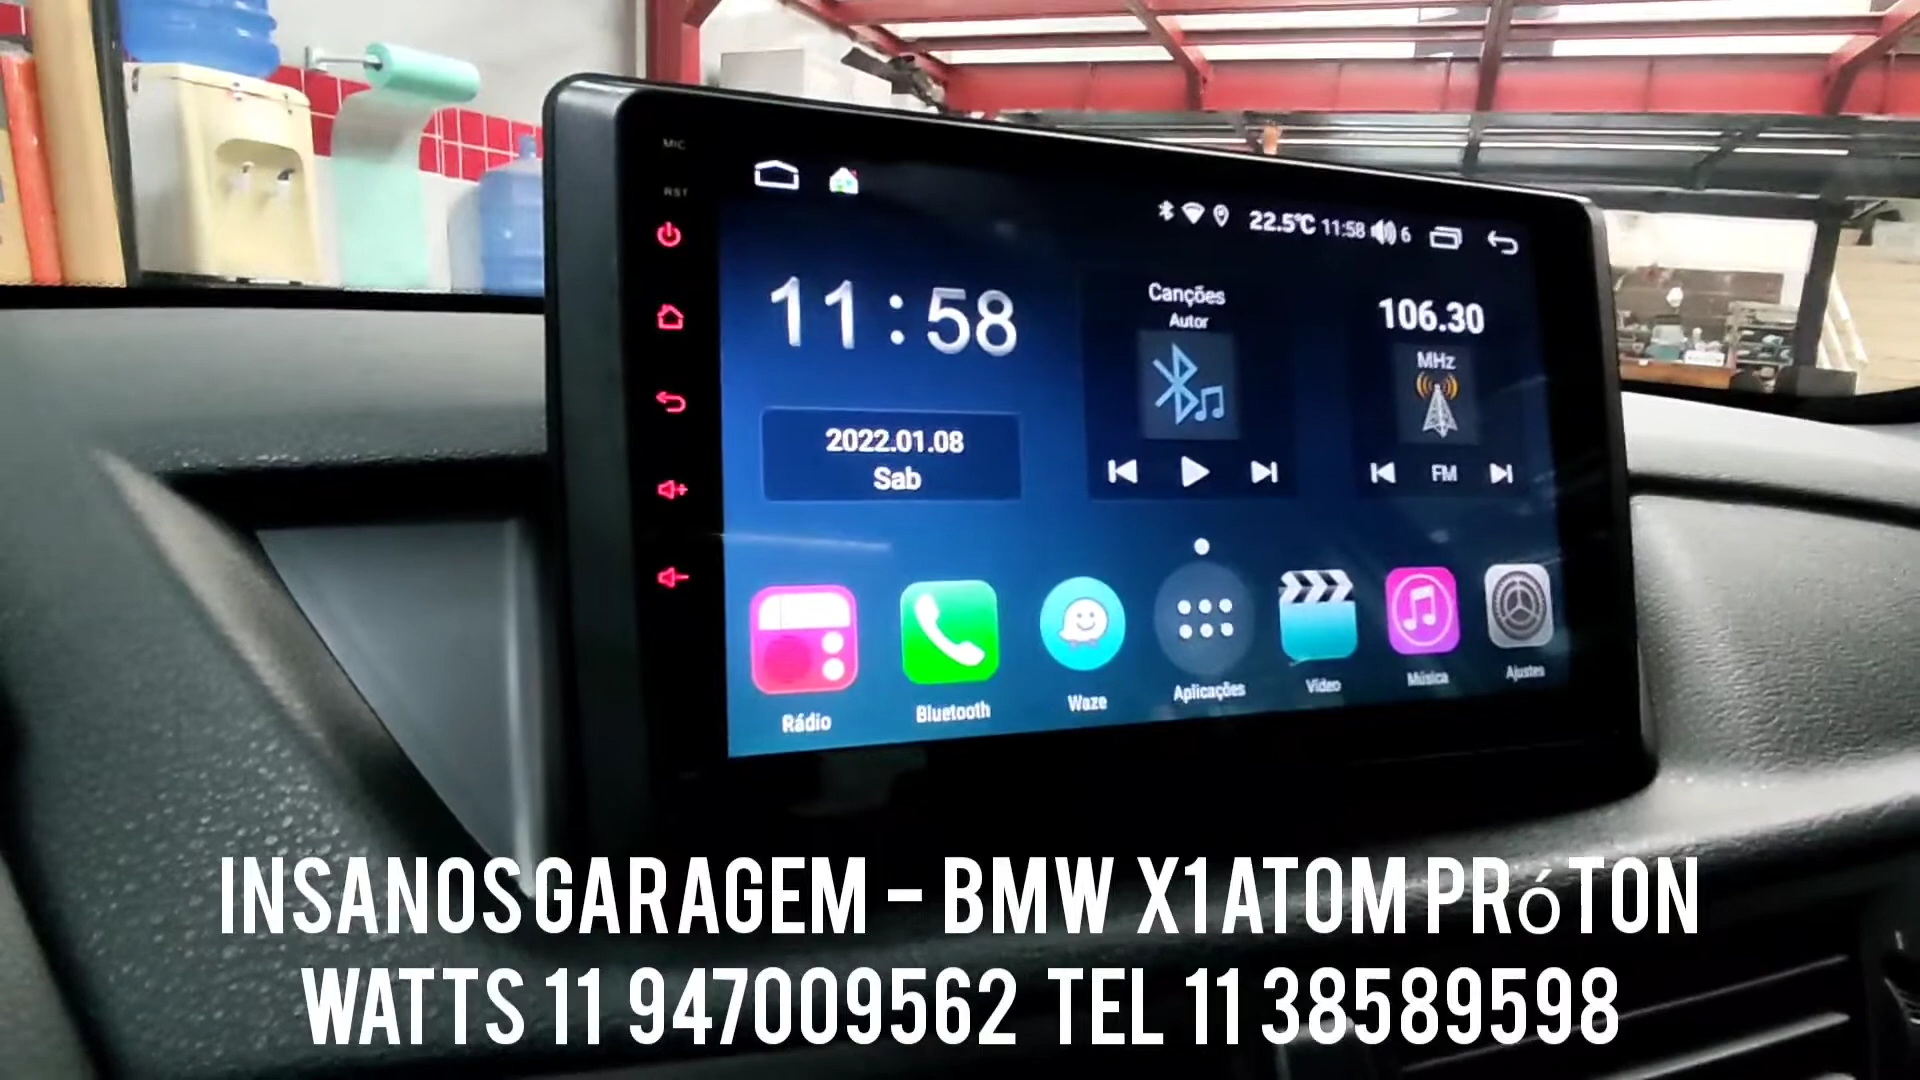 MIC
RST
22.5℃ 11:58 6
11:58
Canções
Autor
106.30
MHz
2022.01.08
Sab
FM
Rádio
Bluetooth
Waze
Aplicações
Vídeo
Música
Ajustes
INSANOS GARAGEM - BMW X1 ATOM PRóTON
WATTS 11 947009562 TEL 11 38589598